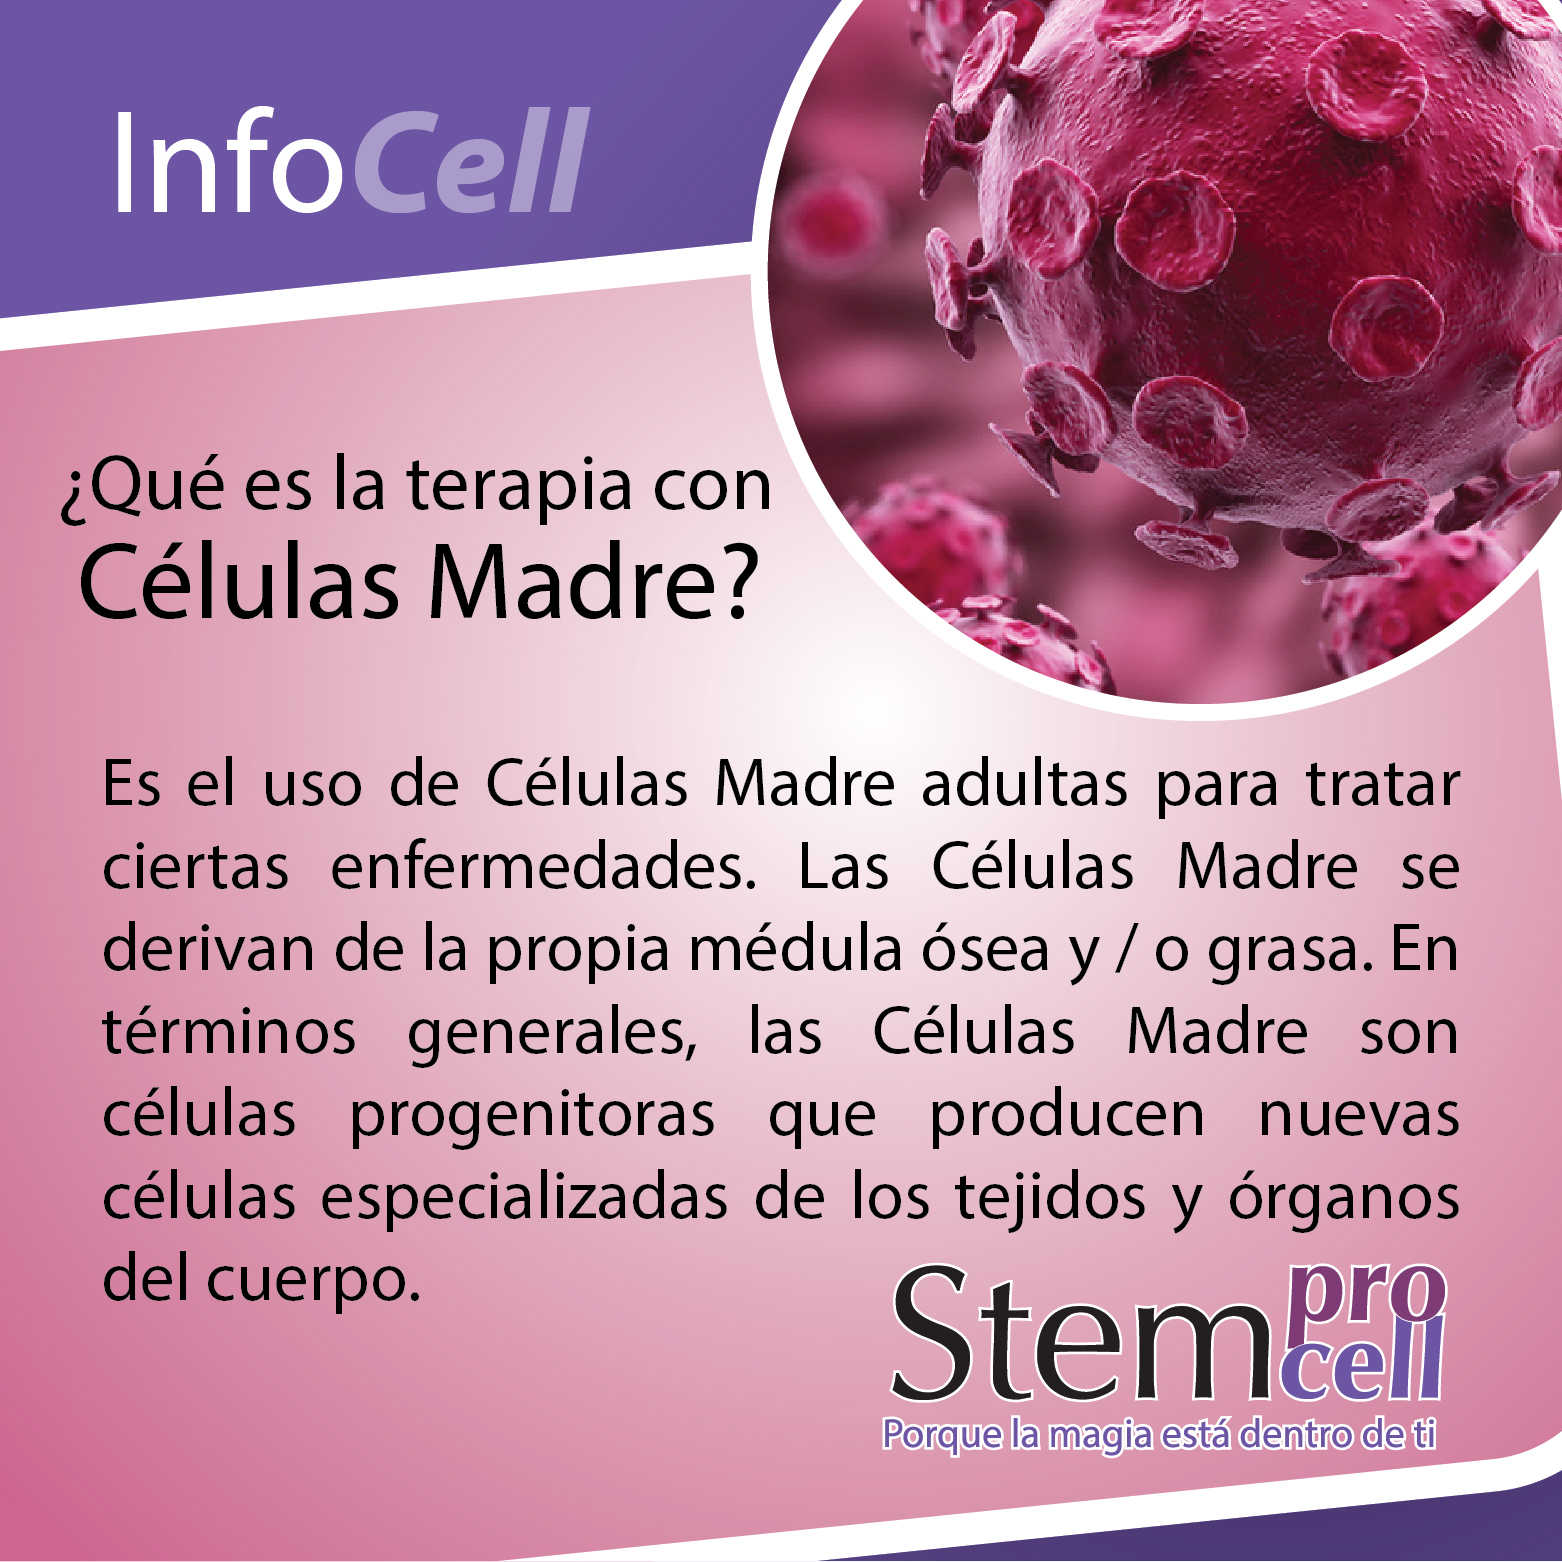 InfoCell
¿Qué es la terapia con
Células Madre?
Es el uso de Células Madre adultas para tratar
ciertas enfermedades. Las Células Madre se
derivan de la propia médula ósea y / o grasa. En
términos generales, las Células Madre son
células progenitoras que producen nuevas
células especializadas de los tejidos y órganos
del cuerpo.
Stem pro
cell
Porque la magia está dentro de ti